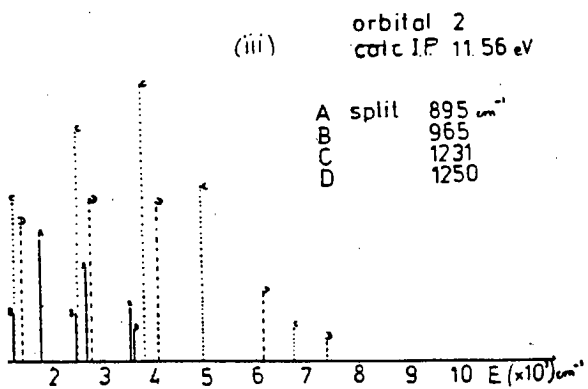 (iii)
orbital 2
calc I.P. 11.56 eV
A split 895 cm⁻¹
B 965
C 1231
D 1250
2 3 4 5 6 7 8 9 10 E (×10³) cm⁻¹